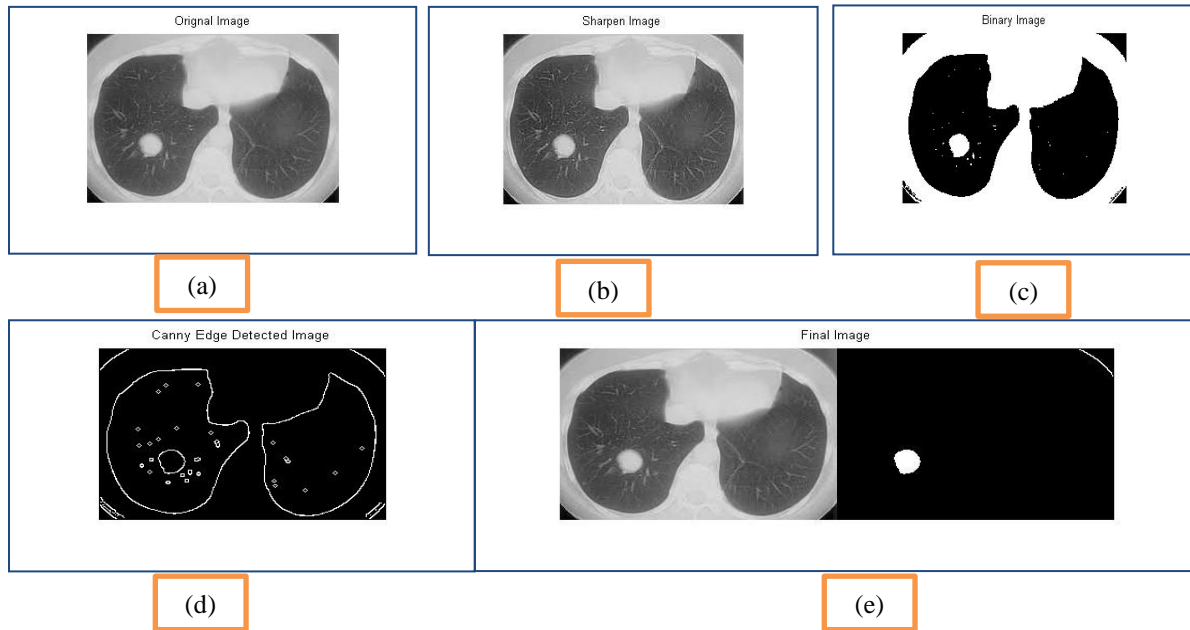 Orignal Image
Sharpen Image
Binary Image
(a)
(b)
(c)
Canny Edge Detected Image
Final Image
(d)
(e)